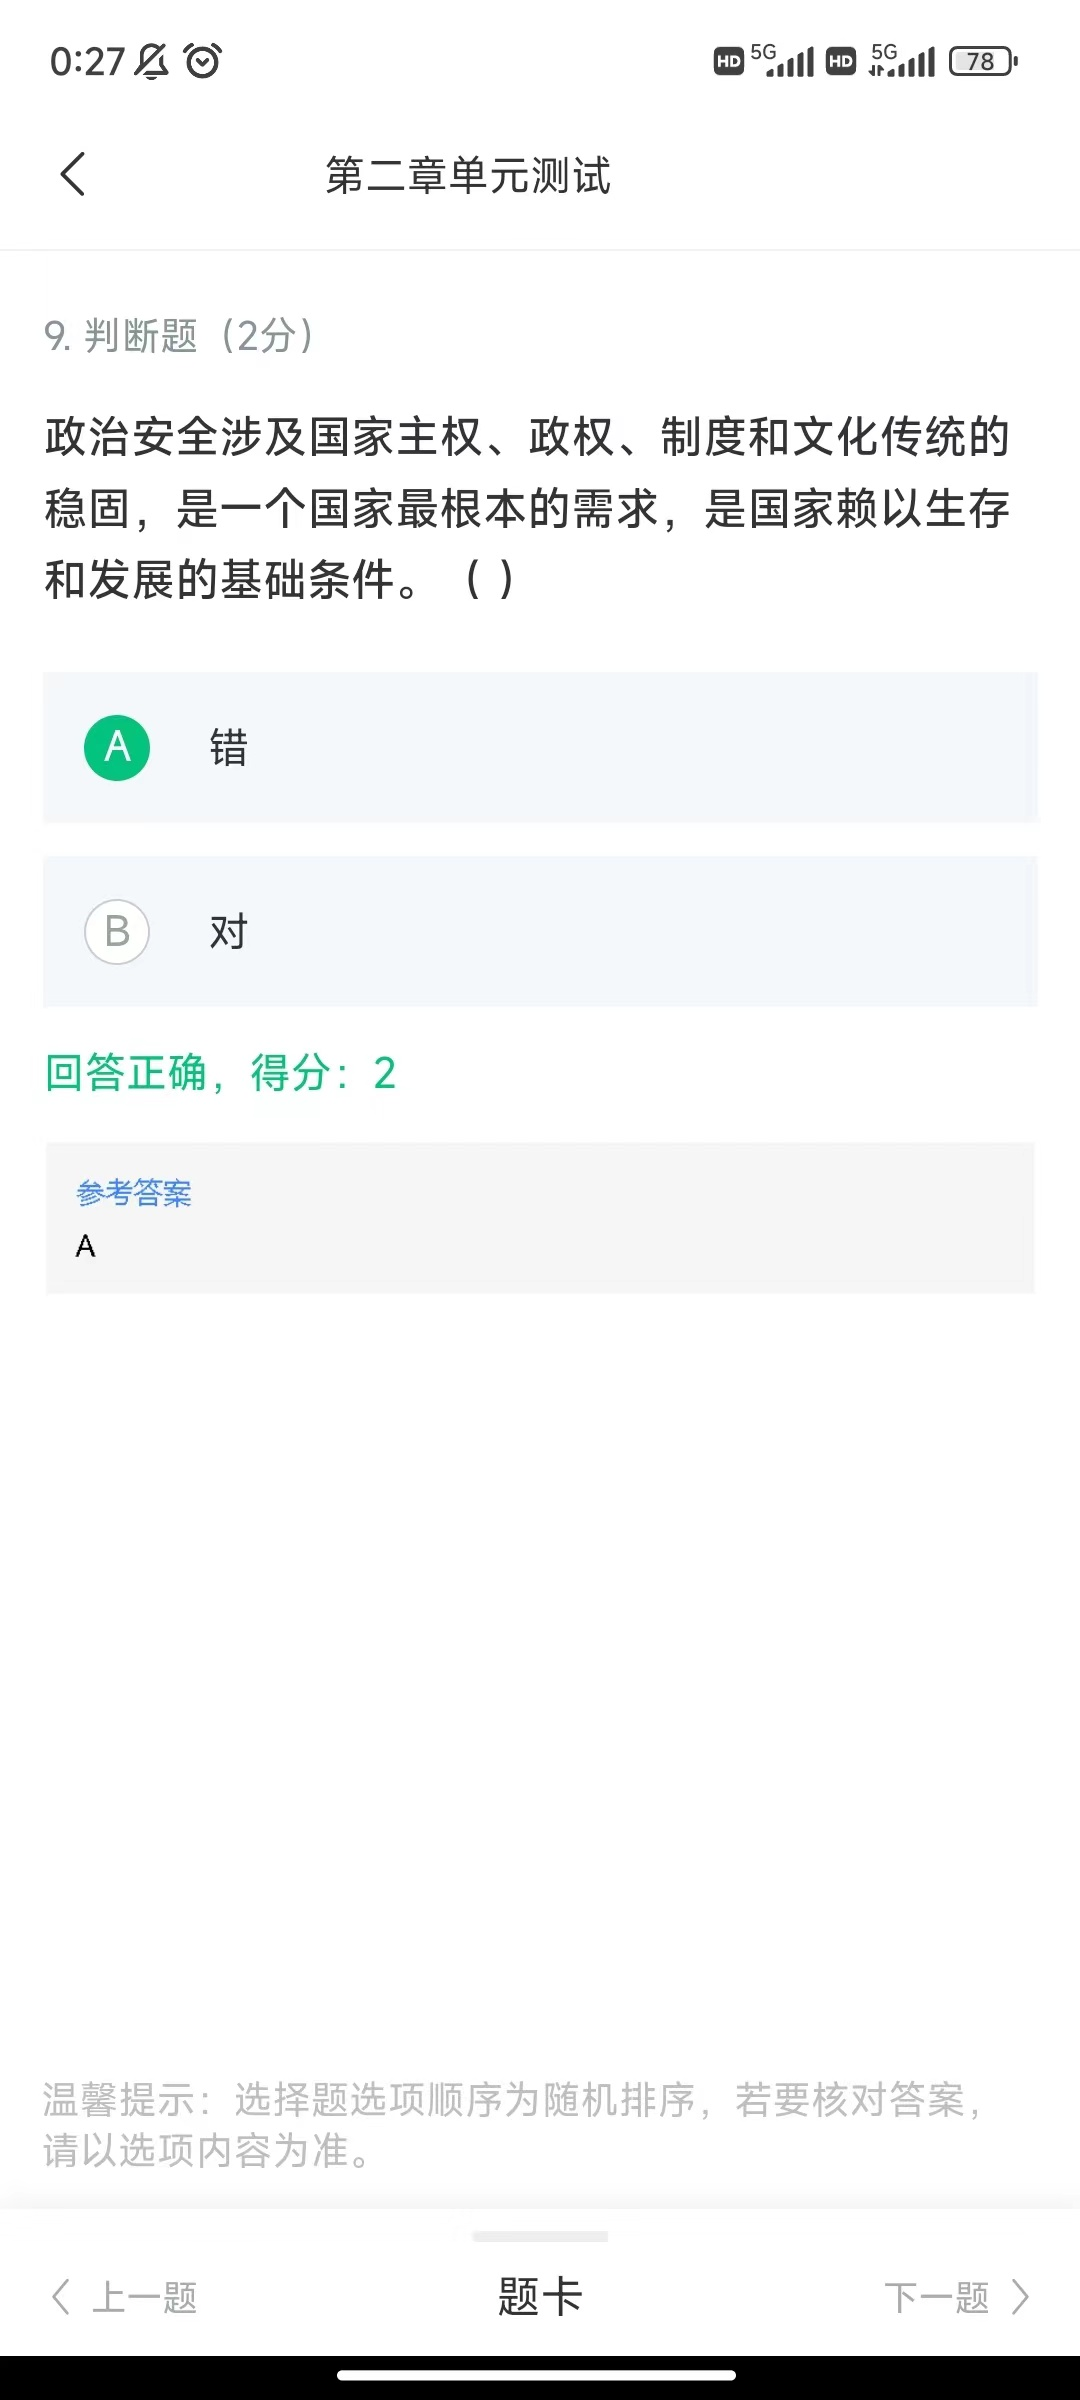 0:27
HD 5G HD 5G 78
第二章单元测试
9. 判断题（2分）
政治安全涉及国家主权、政权、制度和文化传统的
稳固，是一个国家最根本的需求，是国家赖以生存
和发展的基础条件。（ ）
A 错
B 对
回答正确，得分：2
参考答案
A
温馨提示：选择题选项顺序为随机排序，若要核对答案，
请以选项内容为准。
上一题 题卡 下一题